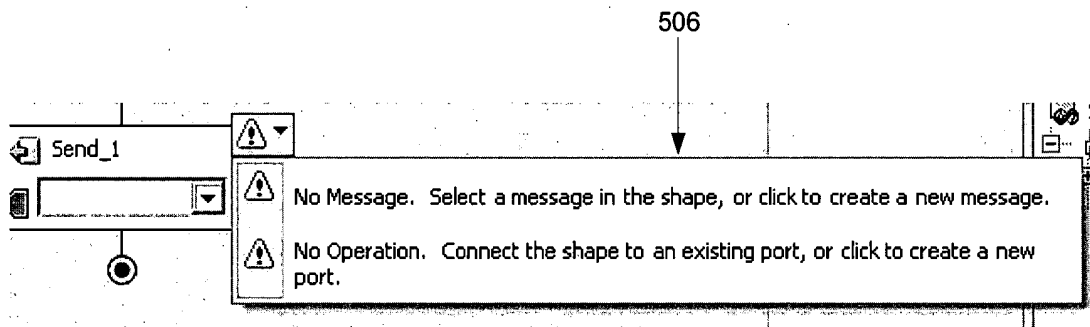 506
Send_1
No Message. Select a message in the shape, or click to create a new message.
No Operation. Connect the shape to an existing port, or click to create a new
port.